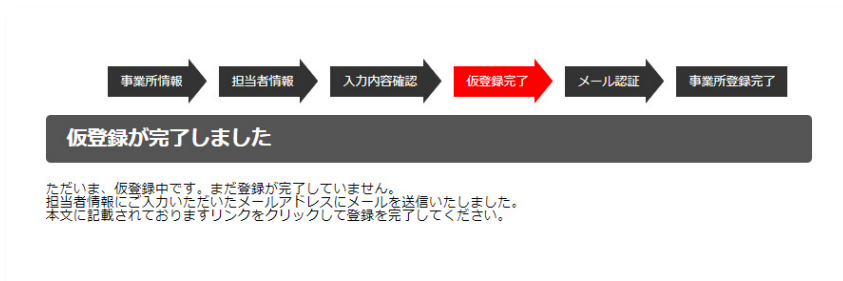 事業所情報 担当者情報 入力内容確認 仮登録完了 メール認証 事業所登録完了
仮登録が完了しました
ただいま、仮登録中です。まだ登録が完了していません。
担当者情報にご入力いただいたメールアドレスにメールを送信いたしました。
本文に記載されておりますリンクをクリックして登録を完了してください。